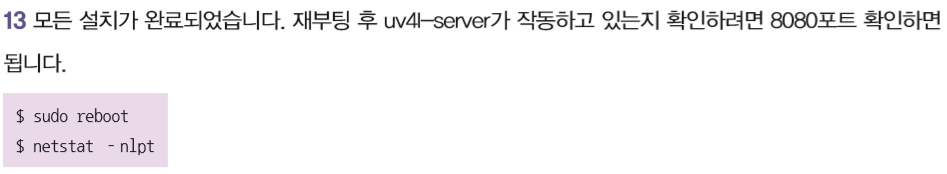 13 모든 설치가 완료되었습니다. 재부팅 후 uv4l-server가 작동하고 있는지 확인하려면 8080포트 확인하면
됩니다.
$ sudo reboot
$ netstat -nlpt